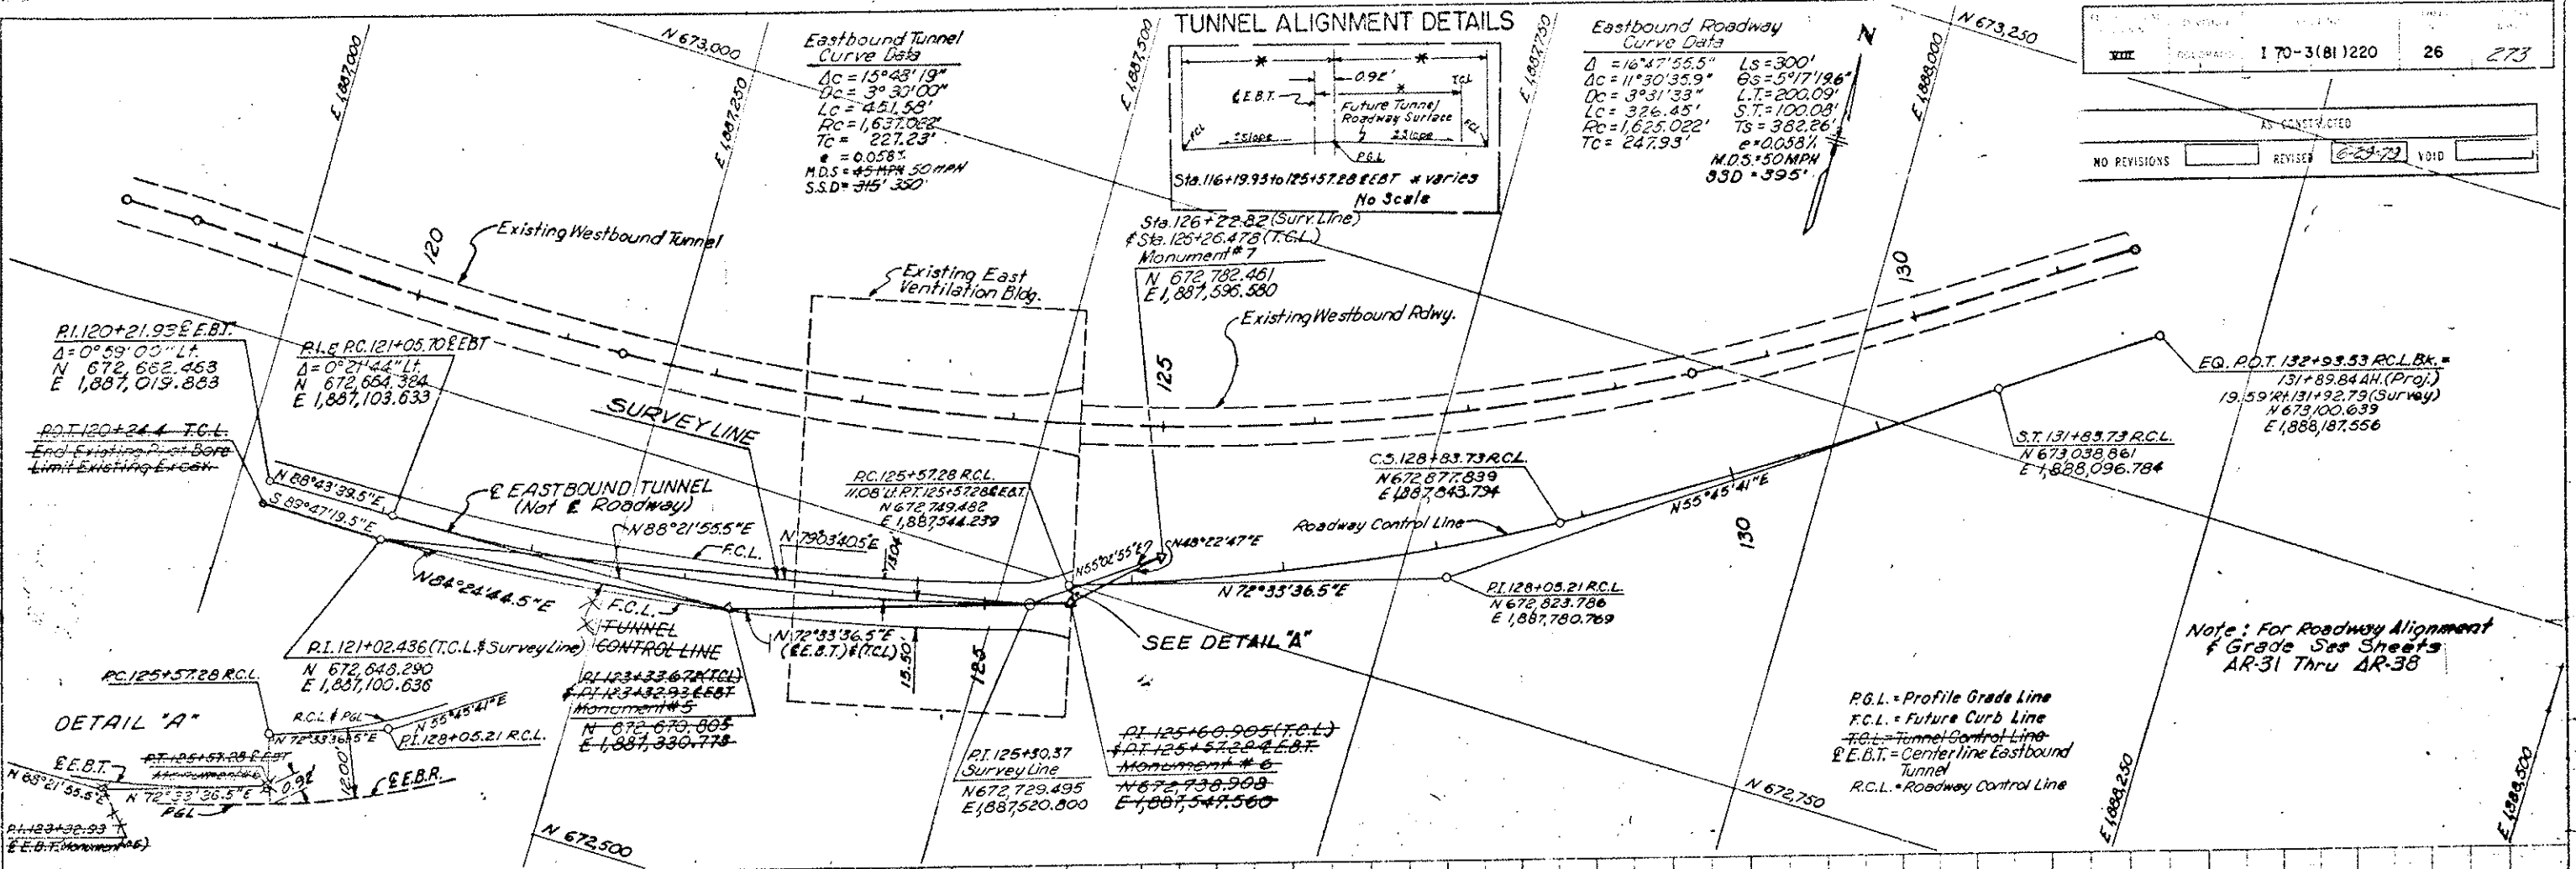 TUNNEL ALIGNMENT DETAILS
E 1,887,000
N 673,000
E 1,887,250
E 1,887,500
E 1,887,750
E 1,888,000
N 673,250
Eastbound Tunnel
Curve Data
Δc = 15°48'19"
Dc = 3°30'00"
Lc = 451.58'
Rc = 1,637.022'
Tc = 227.23'
e = 0.058%
M.D.S = 45 MPH 50 MPH
S.S.D = 315' 350'
0.92'
₵ E.B.T.
T.C.L.
Future Tunnel
Roadway Surface
FCL
Slope
Slope
FCL
P.G.L.
Sta. 116+19.93 to 125+57.28 ₵ EBT * varies
No Scale
Eastbound Roadway
Curve Data
Δ = 16°47'55.5"
Δc = 11°30'35.9"
Dc = 3°31'33"
Lc = 326.45'
Rc = 1,625.022'
Tc = 247.93'
Ls = 300'
θs = 5°17'19.6"
L.T. = 200.09'
S.T. = 100.08'
Ts = 382.26'
e = 0.058%
M.D.S. = 50 MPH
SSD = 395'
N
VIII
COLORADO
I 70-3(81)220
26
273
AS CONSTRUCTED
NO REVISIONS
REVISED
6-29-79
VOID
120
Existing Westbound Tunnel
Existing East
Ventilation Bldg.
Sta. 126+22.82 (Surv. Line)
& Sta. 126+26.478 (T.C.L.)
Monument # 7
N 672,782.461
E 1,887,596.580
Existing Westbound Rdwy.
125
130
P.I. 120+21.93 ₵ E.B.T.
Δ = 0°59'00" Lt.
N 672,662.463
E 1,887,019.883
P.I. & P.C. 121+05.70 ₵ EBT
Δ = 0°21'44" Lt.
N 672,664.324
E 1,887,103.633
SURVEY LINE
P.O.T. 120+24.4 T.C.L.
End Existing Pilot Bore
Limit Existing Excav.
N 88°43'39.5"E
S 89°47'19.5"E
₵ EASTBOUND TUNNEL
(Not ₵ Roadway)
N 88°21'55.5"E
F.C.L.
N 79°03'40.5"E
13.04'
P.C. 125+57.28 R.C.L.
11.08' Lt. P.T. 125+57.28 ₵ EBT
N 672,749.482
E 1,887,544.239
N 55°02'55"E
N 48°22'47"E
C.S. 128+83.73 R.C.L.
N 672,877.839
E 1,887,843.794
Roadway Control Line
N 55°45'41"E
EQ. P.O.T. 132+93.53 R.C.L. BK. =
131+89.84 AH. (Proj.)
19.59' Rt. 131+92.79 (Survey)
N 673,100.639
E 1,888,187.556
S.T. 131+83.73 R.C.L.
N 673,038.861
E 1,888,096.784
N 84°24'44.5"E
F.C.L.
TUNNEL
CONTROL LINE
N 72°33'36.5"E
(₵ E.B.T.) & (T.C.L.)
13.50'
125
SEE DETAIL "A"
N 72°33'36.5"E
P.I. 128+05.21 R.C.L.
N 672,823.786
E 1,887,780.769
130
P.I. 121+02.436 (T.C.L. & Survey Line)
N 672,648.290
E 1,887,100.636
P.I. 123+33.672 (TCL)
& P.I. 123+32.93 ₵ EBT
Monument # 5
N 672,670.805
E 1,887,330.778
P.I. 125+30.37
Survey Line
N 672,729.495
E 1,887,520.800
P.I. 125+60.905 (T.C.L.)
& P.T. 125+57.28 ₵ E.B.T.
Monument # 6
N 672,738.908
E 1,887,547.560
Note: For Roadway Alignment
& Grade See Sheets
AR-31 Thru AR-38
P.G.L. = Profile Grade Line
F.C.L. = Future Curb Line
T.C.L. = Tunnel Control Line
₵ E.B.T. = Centerline Eastbound
Tunnel
R.C.L. = Roadway Control Line
P.C. 125+57.28 R.C.L.
DETAIL "A"
R.C.L. & PGL
N 55°45'41"E
N 72°33'36.5"E
P.I. 128+05.21 R.C.L.
₵ E.B.T.
P.T. 125+57.28 ₵ EBT
N 88°21'55.5"E
N 72°33'36.5"E
0.92'
12.00'
₵ E.B.R.
PGL
P.I. 123+32.93
N 672,500
N 672,750
E 1,888,250
E 1,888,500